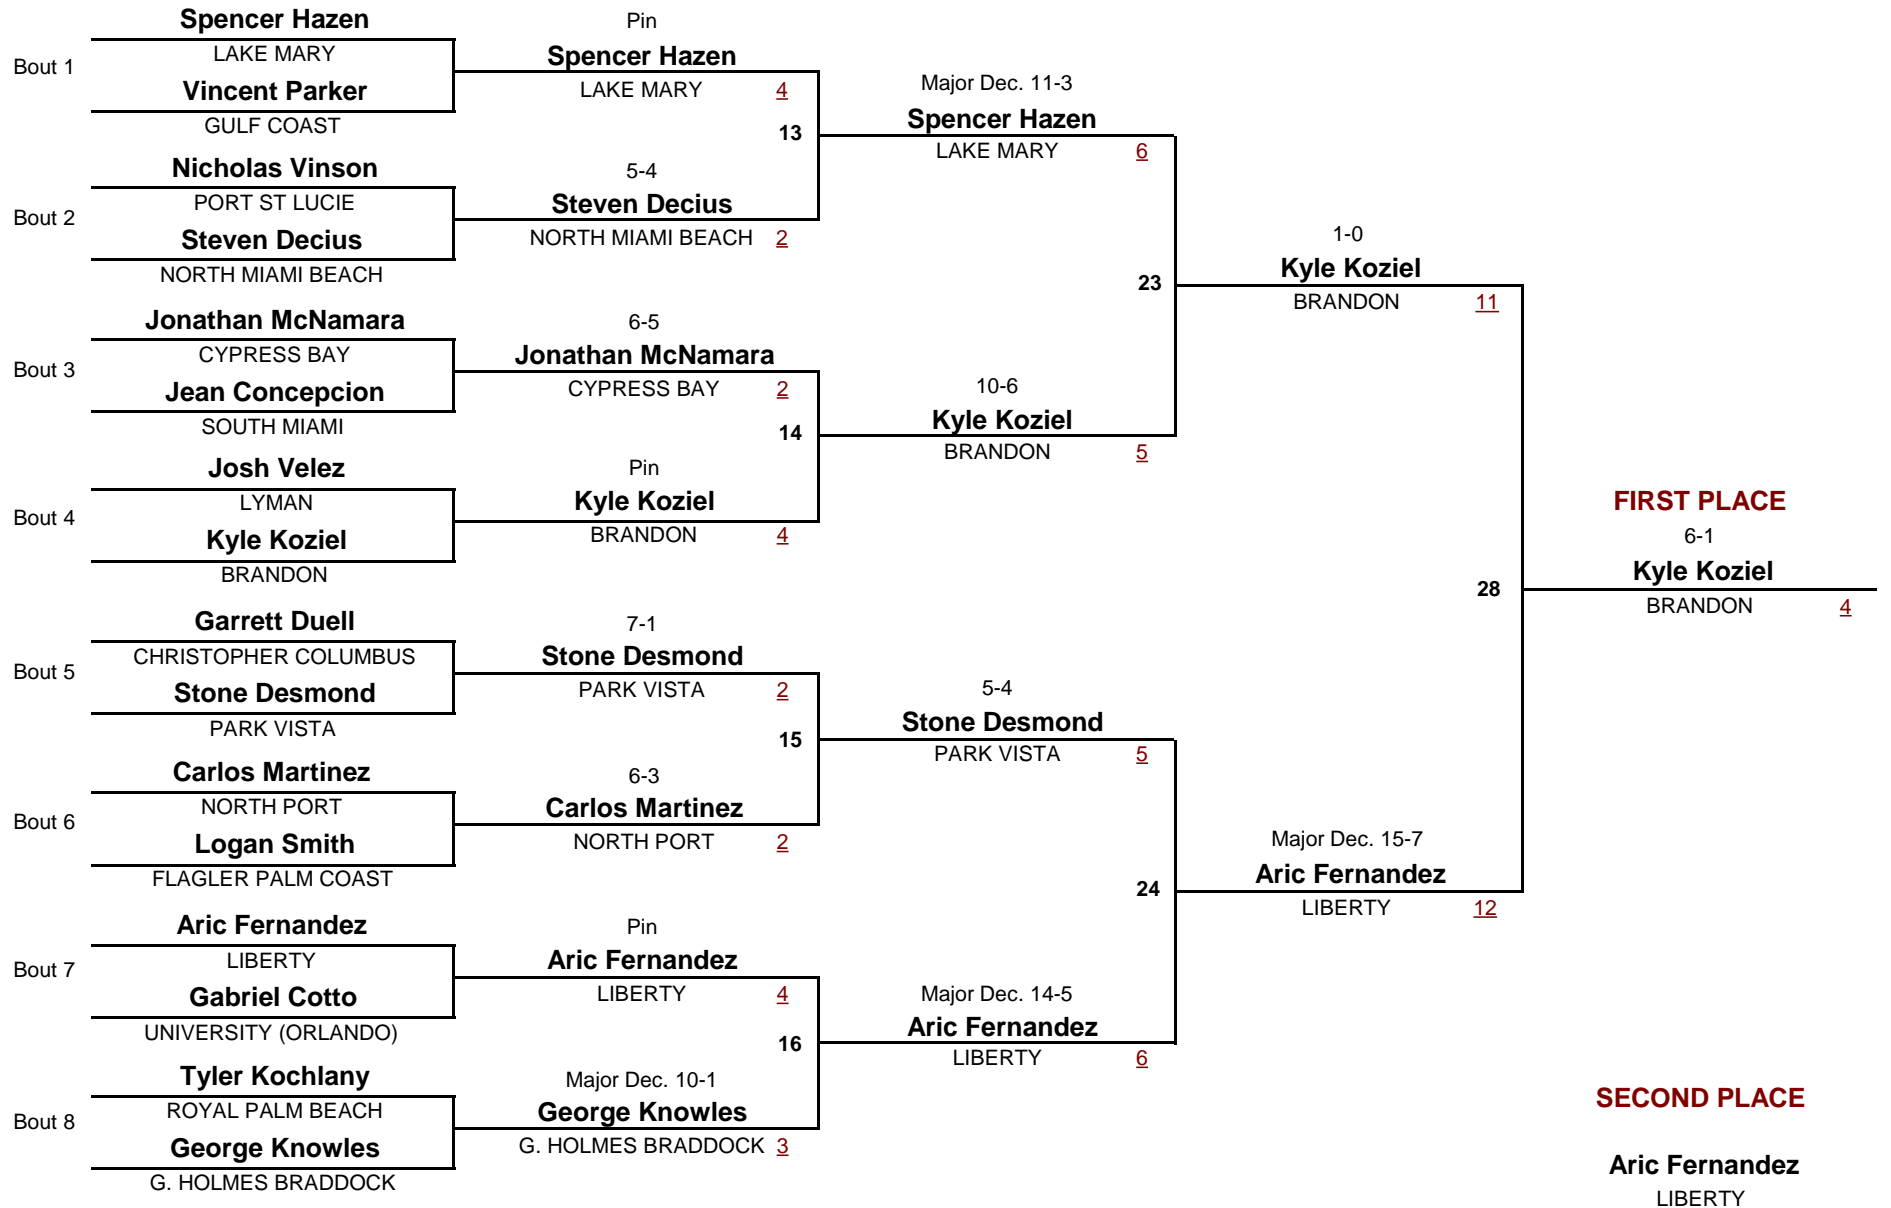 Bout 1
Spencer Hazen
LAKE MARY
Vincent Parker
GULF COAST
Bout 2
Nicholas Vinson
PORT ST LUCIE
Steven Decius
NORTH MIAMI BEACH
Bout 3
Jonathan McNamara
CYPRESS BAY
Jean Concepcion
SOUTH MIAMI
Bout 4
Josh Velez
LYMAN
Kyle Koziel
BRANDON
Bout 5
Garrett Duell
CHRISTOPHER COLUMBUS
Stone Desmond
PARK VISTA
Bout 6
Carlos Martinez
NORTH PORT
Logan Smith
FLAGLER PALM COAST
Bout 7
Aric Fernandez
LIBERTY
Gabriel Cotto
UNIVERSITY (ORLANDO)
Bout 8
Tyler Kochlany
ROYAL PALM BEACH
George Knowles
G. HOLMES BRADDOCK
Pin
Spencer Hazen
LAKE MARY 4
13
5-4
Steven Decius
NORTH MIAMI BEACH 2
6-5
Jonathan McNamara
CYPRESS BAY 2
14
Pin
Kyle Koziel
BRANDON 4
7-1
Stone Desmond
PARK VISTA 2
15
6-3
Carlos Martinez
NORTH PORT 2
Pin
Aric Fernandez
LIBERTY 4
16
Major Dec. 10-1
George Knowles
G. HOLMES BRADDOCK 3
Major Dec. 11-3
Spencer Hazen
LAKE MARY 6
23
10-6
Kyle Koziel
BRANDON 5
5-4
Stone Desmond
PARK VISTA 5
24
Major Dec. 14-5
Aric Fernandez
LIBERTY 6
1-0
Kyle Koziel
BRANDON 11
28
Major Dec. 15-7
Aric Fernandez
LIBERTY 12
FIRST PLACE
6-1
Kyle Koziel
BRANDON 4
SECOND PLACE
Aric Fernandez
LIBERTY